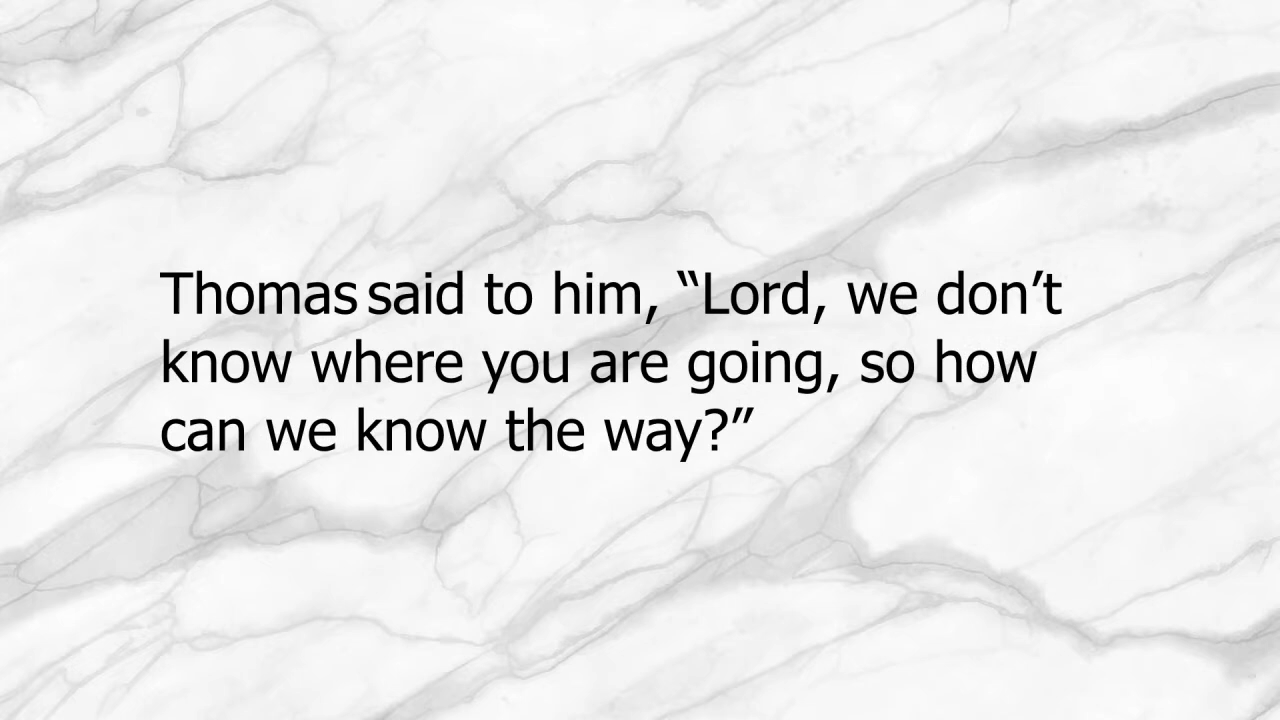 Thomas said to him, “Lord, we don’t
know where you are going, so how
can we know the way?”